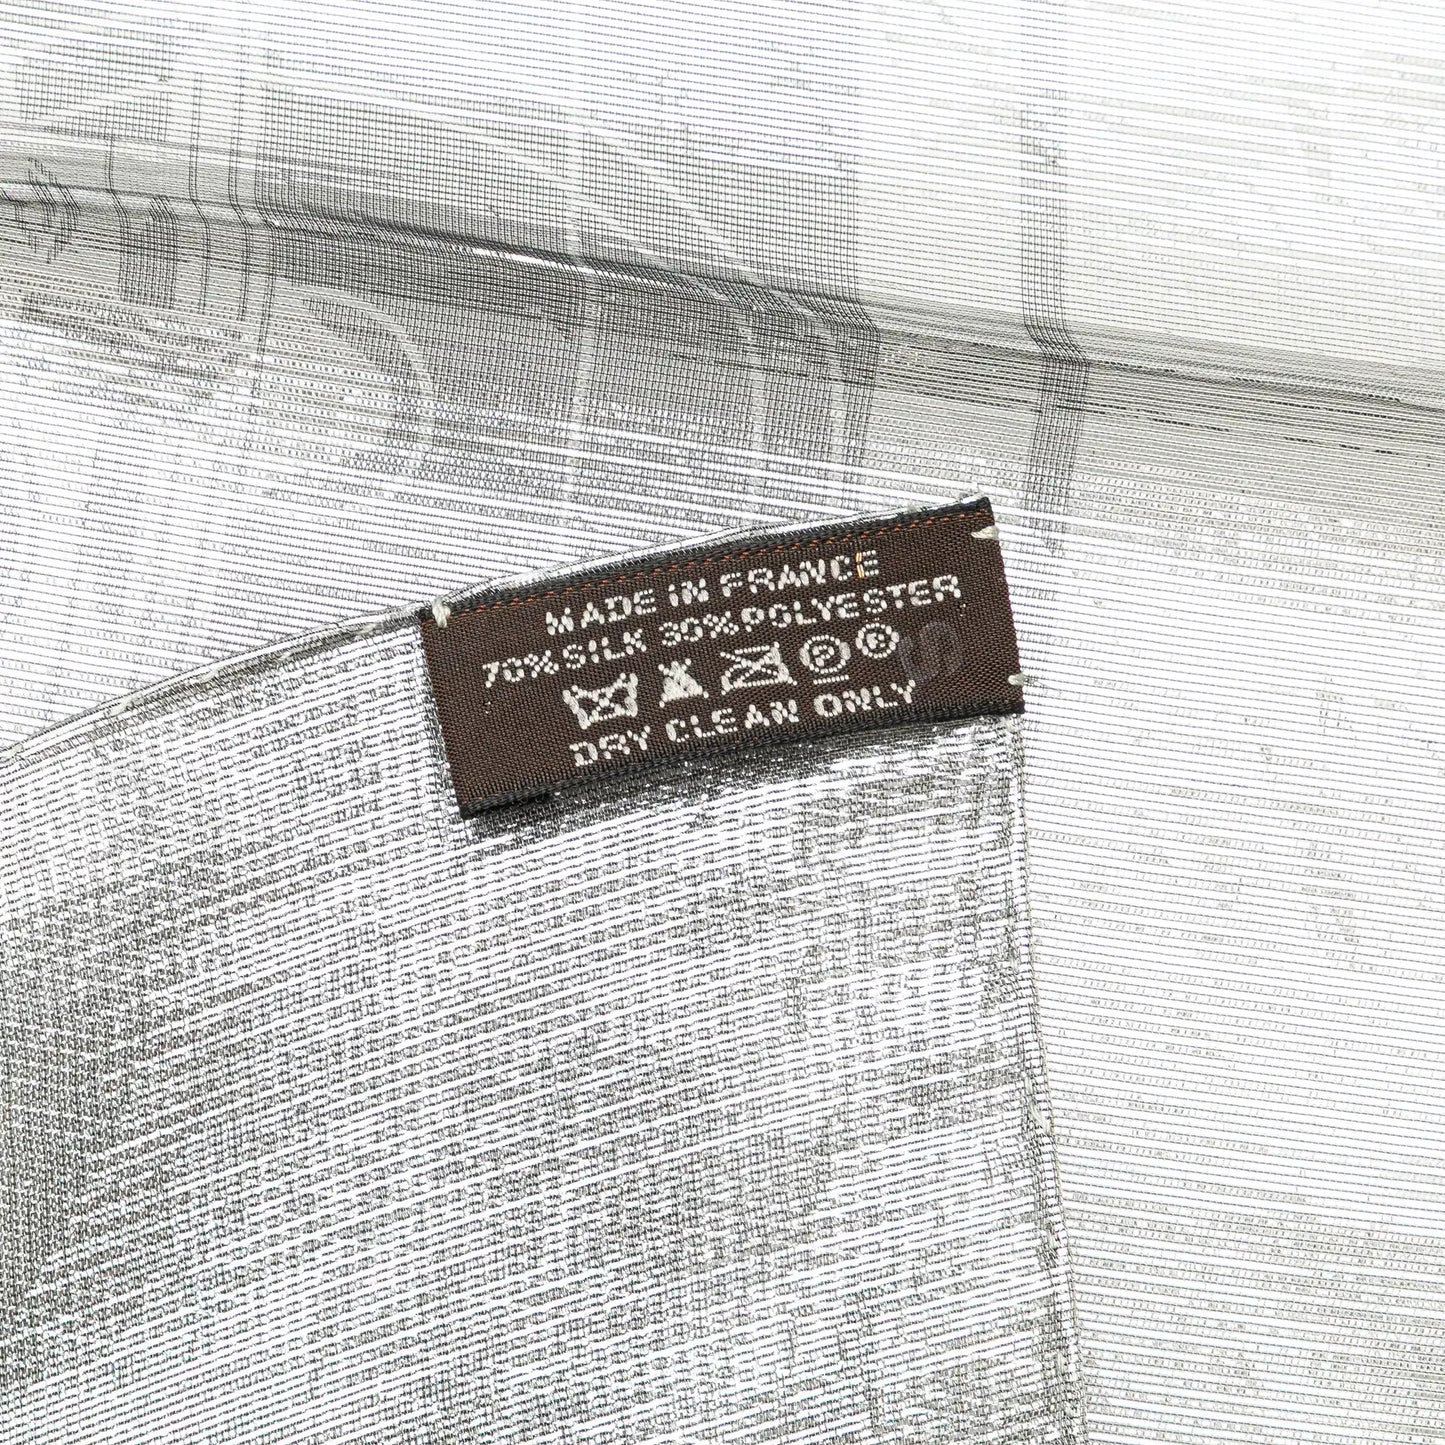 MADE IN FRANCE
70% SILK 30% POLYESTER
P R
DRY CLEAN ONLY